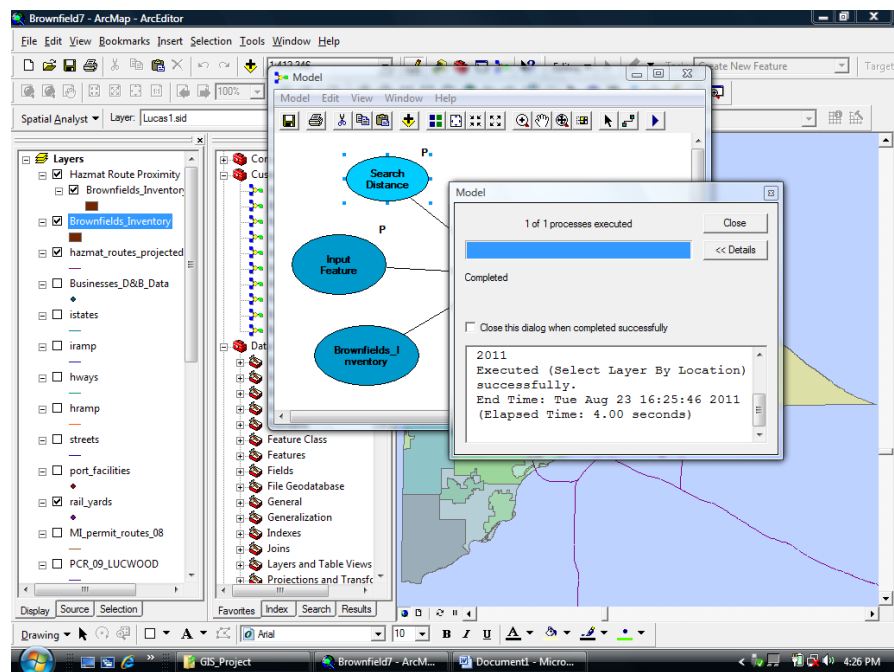 Brownfield7 - ArcMap - ArcEditor
File Edit View Bookmarks Insert Selection Tools Window Help
Create New Feature
Target
100%
Spatial Analyst Layer: Lucas1.sid
Layers
Hazmat Route Proximity
Brownfields_Inventory
Brownfields_Inventory
hazmat_routes_projected
Businesses_D&B_Data
istates
iramp
hways
hramp
streets
port_facilities
rail_yards
MI_permit_routes_08
PCR_09_LUCWOOD
Display Source Selection
Feature Class
Features
Fields
File Geodatabase
General
Generalization
Indexes
Joins
Layers and Table Views
Projections and Transfc
Favorites Index Search Results
Model
Model Edit View Window Help
P
Search
Distance
P
Input
Feature
Brownfields_I
nventory
Model
1 of 1 processes executed
Close
<< Details
Completed
Close this dialog when completed successfully
2011
Executed (Select Layer By Location)
successfully.
End Time: Tue Aug 23 16:25:46 2011
(Elapsed Time: 4.00 seconds)
Drawing A Arial 10 B I U A
GIS_Project
Brownfield7 - ArcM...
Document1 - Micro...
4:26 PM